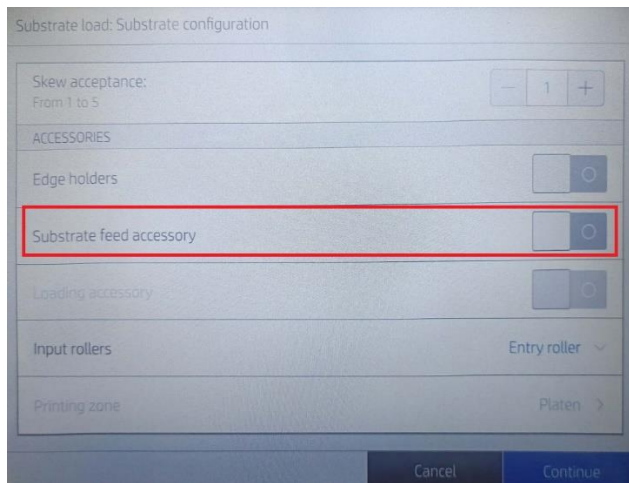 Substrate load: Substrate configuration
Skew acceptance:
From 1 to 5
− 1 +
ACCESSORIES
Edge holders
Substrate feed accessory
Loading accessory
Input rollers
Entry roller
Printing zone
Platen
Cancel
Continue